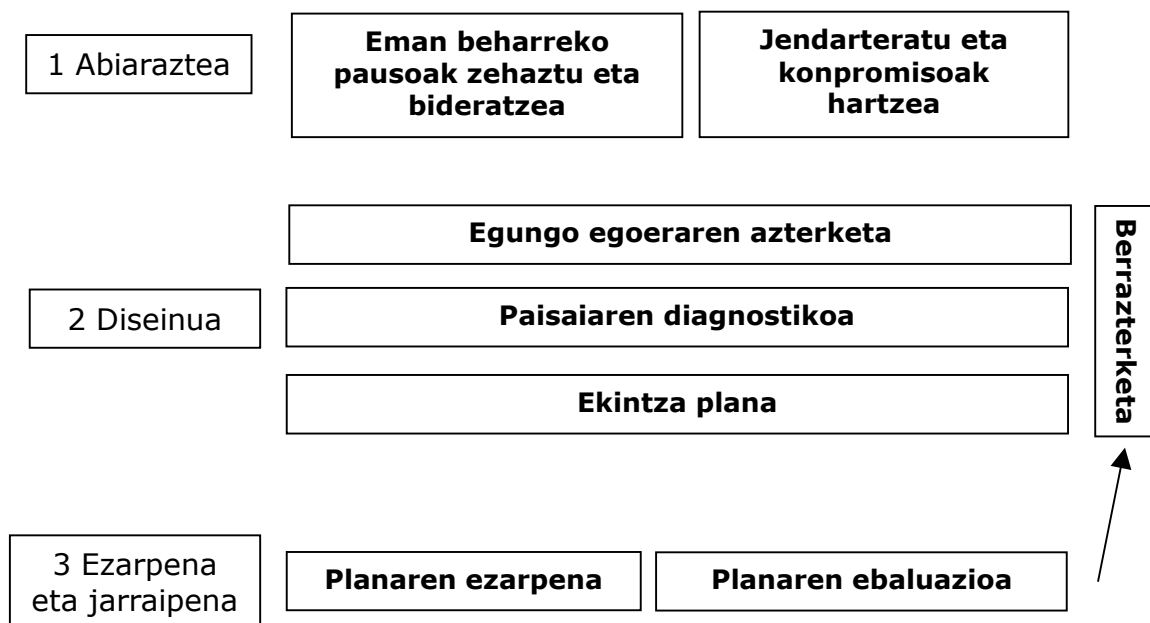 1 Abiaraztea
Eman beharreko
pausoak zehaztu eta
bideratzea
Jendarteratu eta
konpromisoak
hartzea
Egungo egoeraren azterketa
2 Diseinua
Paisaiaren diagnostikoa
Ekintza plana
Berrazterketa
3 Ezarpena
eta jarraipena
Planaren ezarpena
Planaren ebaluazioa